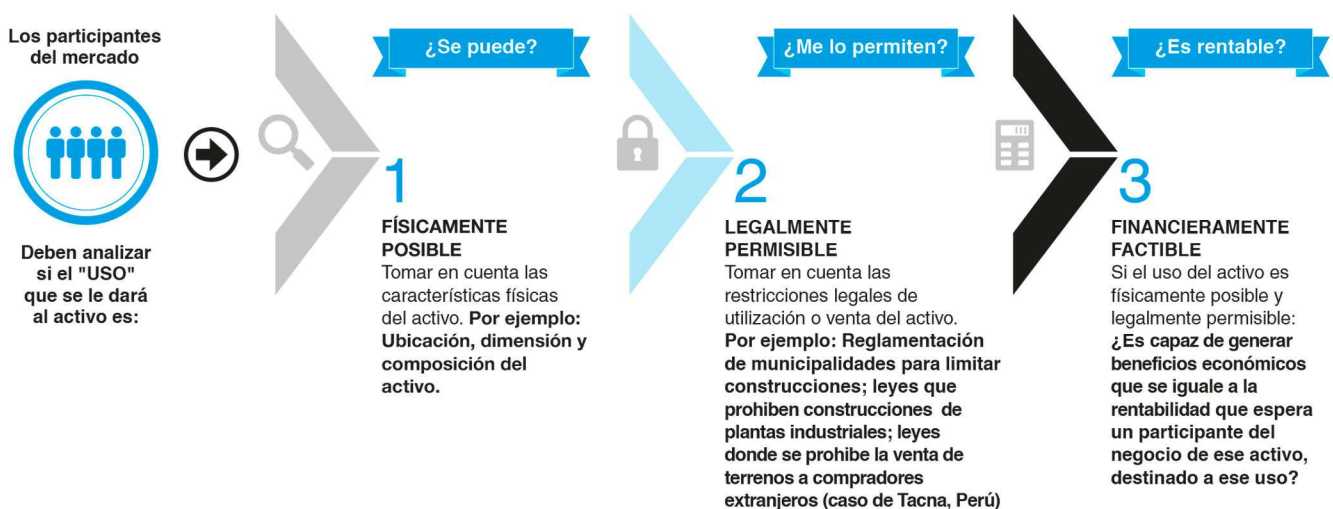 Los participantes
del mercado
Deben analizar
si el "USO"
que se le dará
al activo es:
¿Se puede?
1
FÍSICAMENTE
POSIBLE
Tomar en cuenta las
características físicas
del activo. Por ejemplo:
Ubicación, dimensión y
composición del
activo.
¿Me lo permiten?
2
LEGALMENTE
PERMISIBLE
Tomar en cuenta las
restricciones legales de
utilización o venta del activo.
Por ejemplo: Reglamentación
de municipalidades para limitar
construcciones; leyes que
prohiben construcciones de
plantas industriales; leyes
donde se prohibe la venta de
terrenos a compradores
extranjeros (caso de Tacna, Perú)
¿Es rentable?
3
FINANCIERAMENTE
FACTIBLE
Si el uso del activo es
físicamente posible y
legalmente permisible:
¿Es capaz de generar
beneficios económicos
que se iguale a la
rentabilidad que espera
un participante del
negocio de ese activo,
destinado a ese uso?